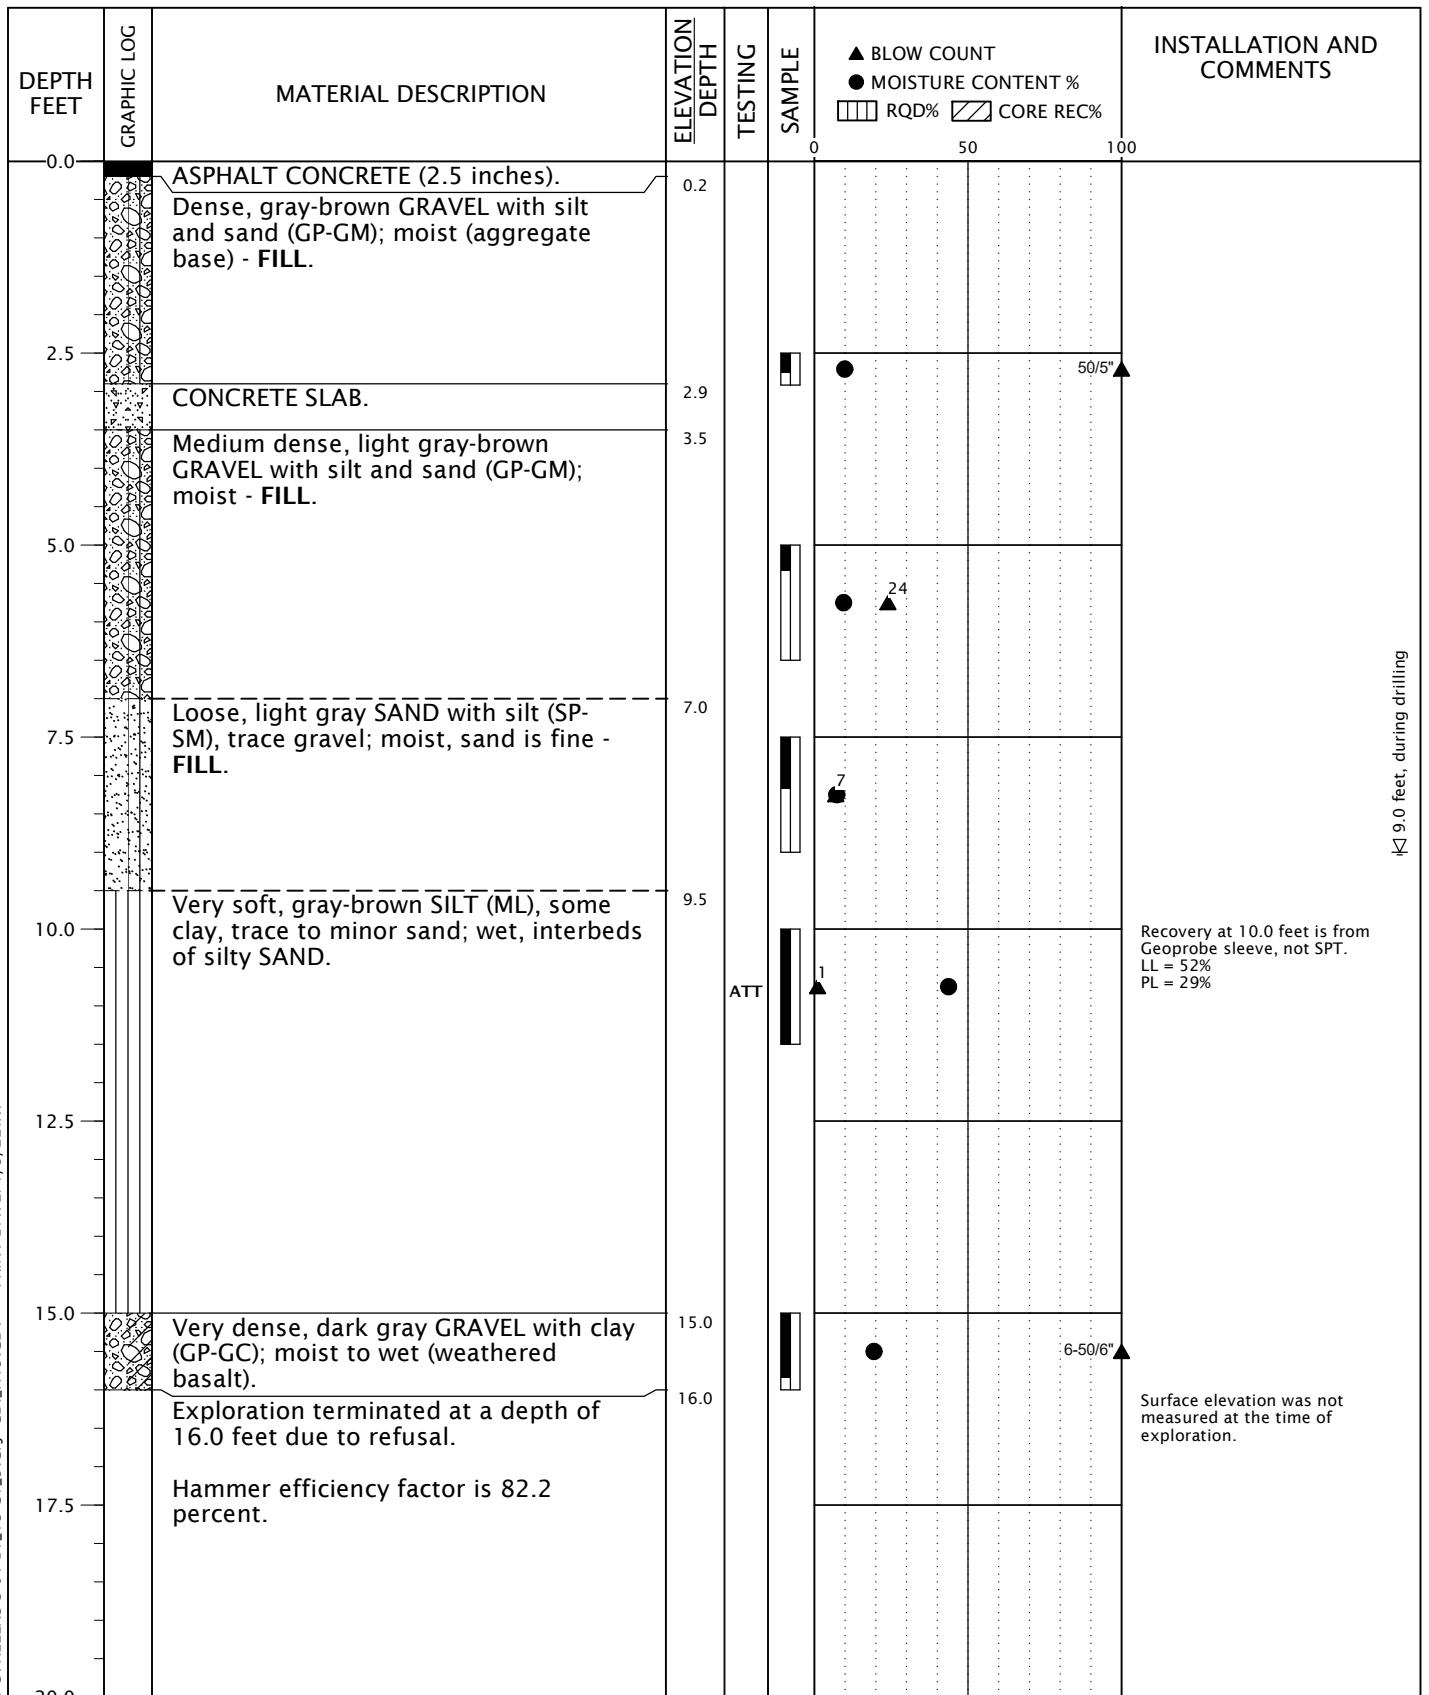 DEPTH
FEET
GRAPHIC LOG
MATERIAL DESCRIPTION
ELEVATION
DEPTH
TESTING
SAMPLE
▲ BLOW COUNT
● MOISTURE CONTENT %
RQD% CORE REC%
INSTALLATION AND
COMMENTS
0 50 100
0.0
ASPHALT CONCRETE (2.5 inches).
0.2
Dense, gray-brown GRAVEL with silt
and sand (GP-GM); moist (aggregate
base) - FILL.
2.5
50/5"
CONCRETE SLAB.
2.9
3.5
Medium dense, light gray-brown
GRAVEL with silt and sand (GP-GM);
moist - FILL.
5.0
24
9.0 feet, during drilling
7.0
Loose, light gray SAND with silt (SP-
SM), trace gravel; moist, sand is fine -
FILL.
7.5
7
9.5
Very soft, gray-brown SILT (ML), some
clay, trace to minor sand; wet, interbeds
of silty SAND.
10.0
ATT
1
Recovery at 10.0 feet is from
Geoprobe sleeve, not SPT.
LL = 52%
PL = 29%
12.5
15.0
15.0
Very dense, dark gray GRAVEL with clay
(GP-GC); moist to wet (weathered
basalt).
6-50/6"
16.0
Exploration terminated at a depth of
16.0 feet due to refusal.
Surface elevation was not
measured at the time of
exploration.
Hammer efficiency factor is 82.2
percent.
17.5